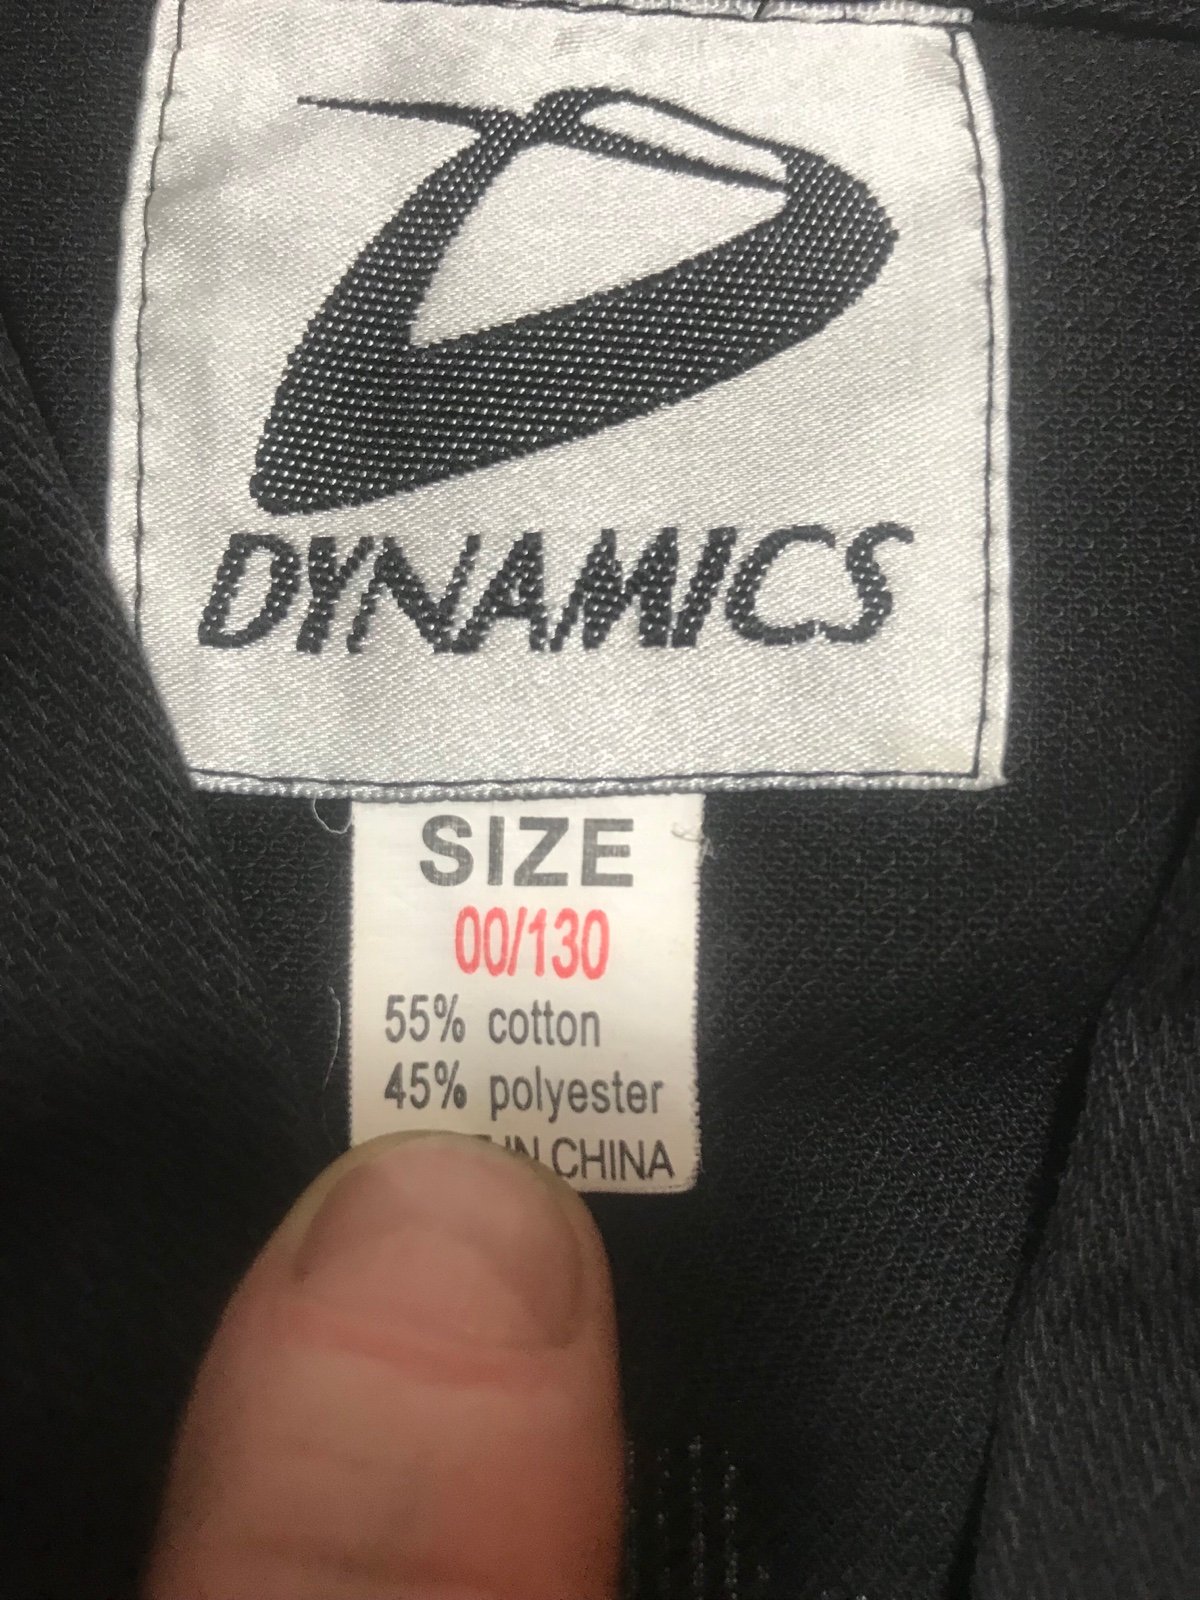 DYNAMICS
SIZE
00/130
55% cotton
45% polyester
IN CHINA